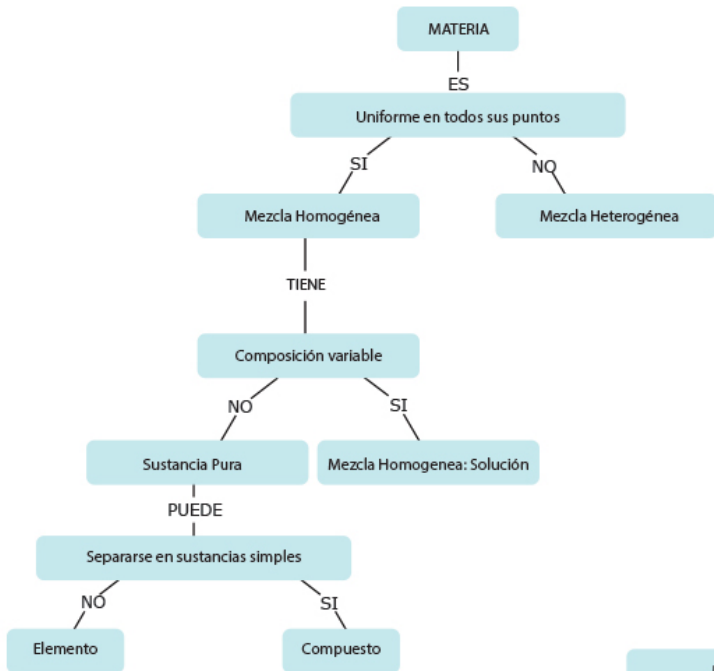 MATERIA
ES
Uniforme en todos sus puntos
SI
NO
Mezcla Homogénea
Mezcla Heterogénea
TIENE
Composición variable
NO
SI
Sustancia Pura
Mezcla Homogenea: Solución
PUEDE
Separarse en sustancias simples
NO
SI
Elemento
Compuesto